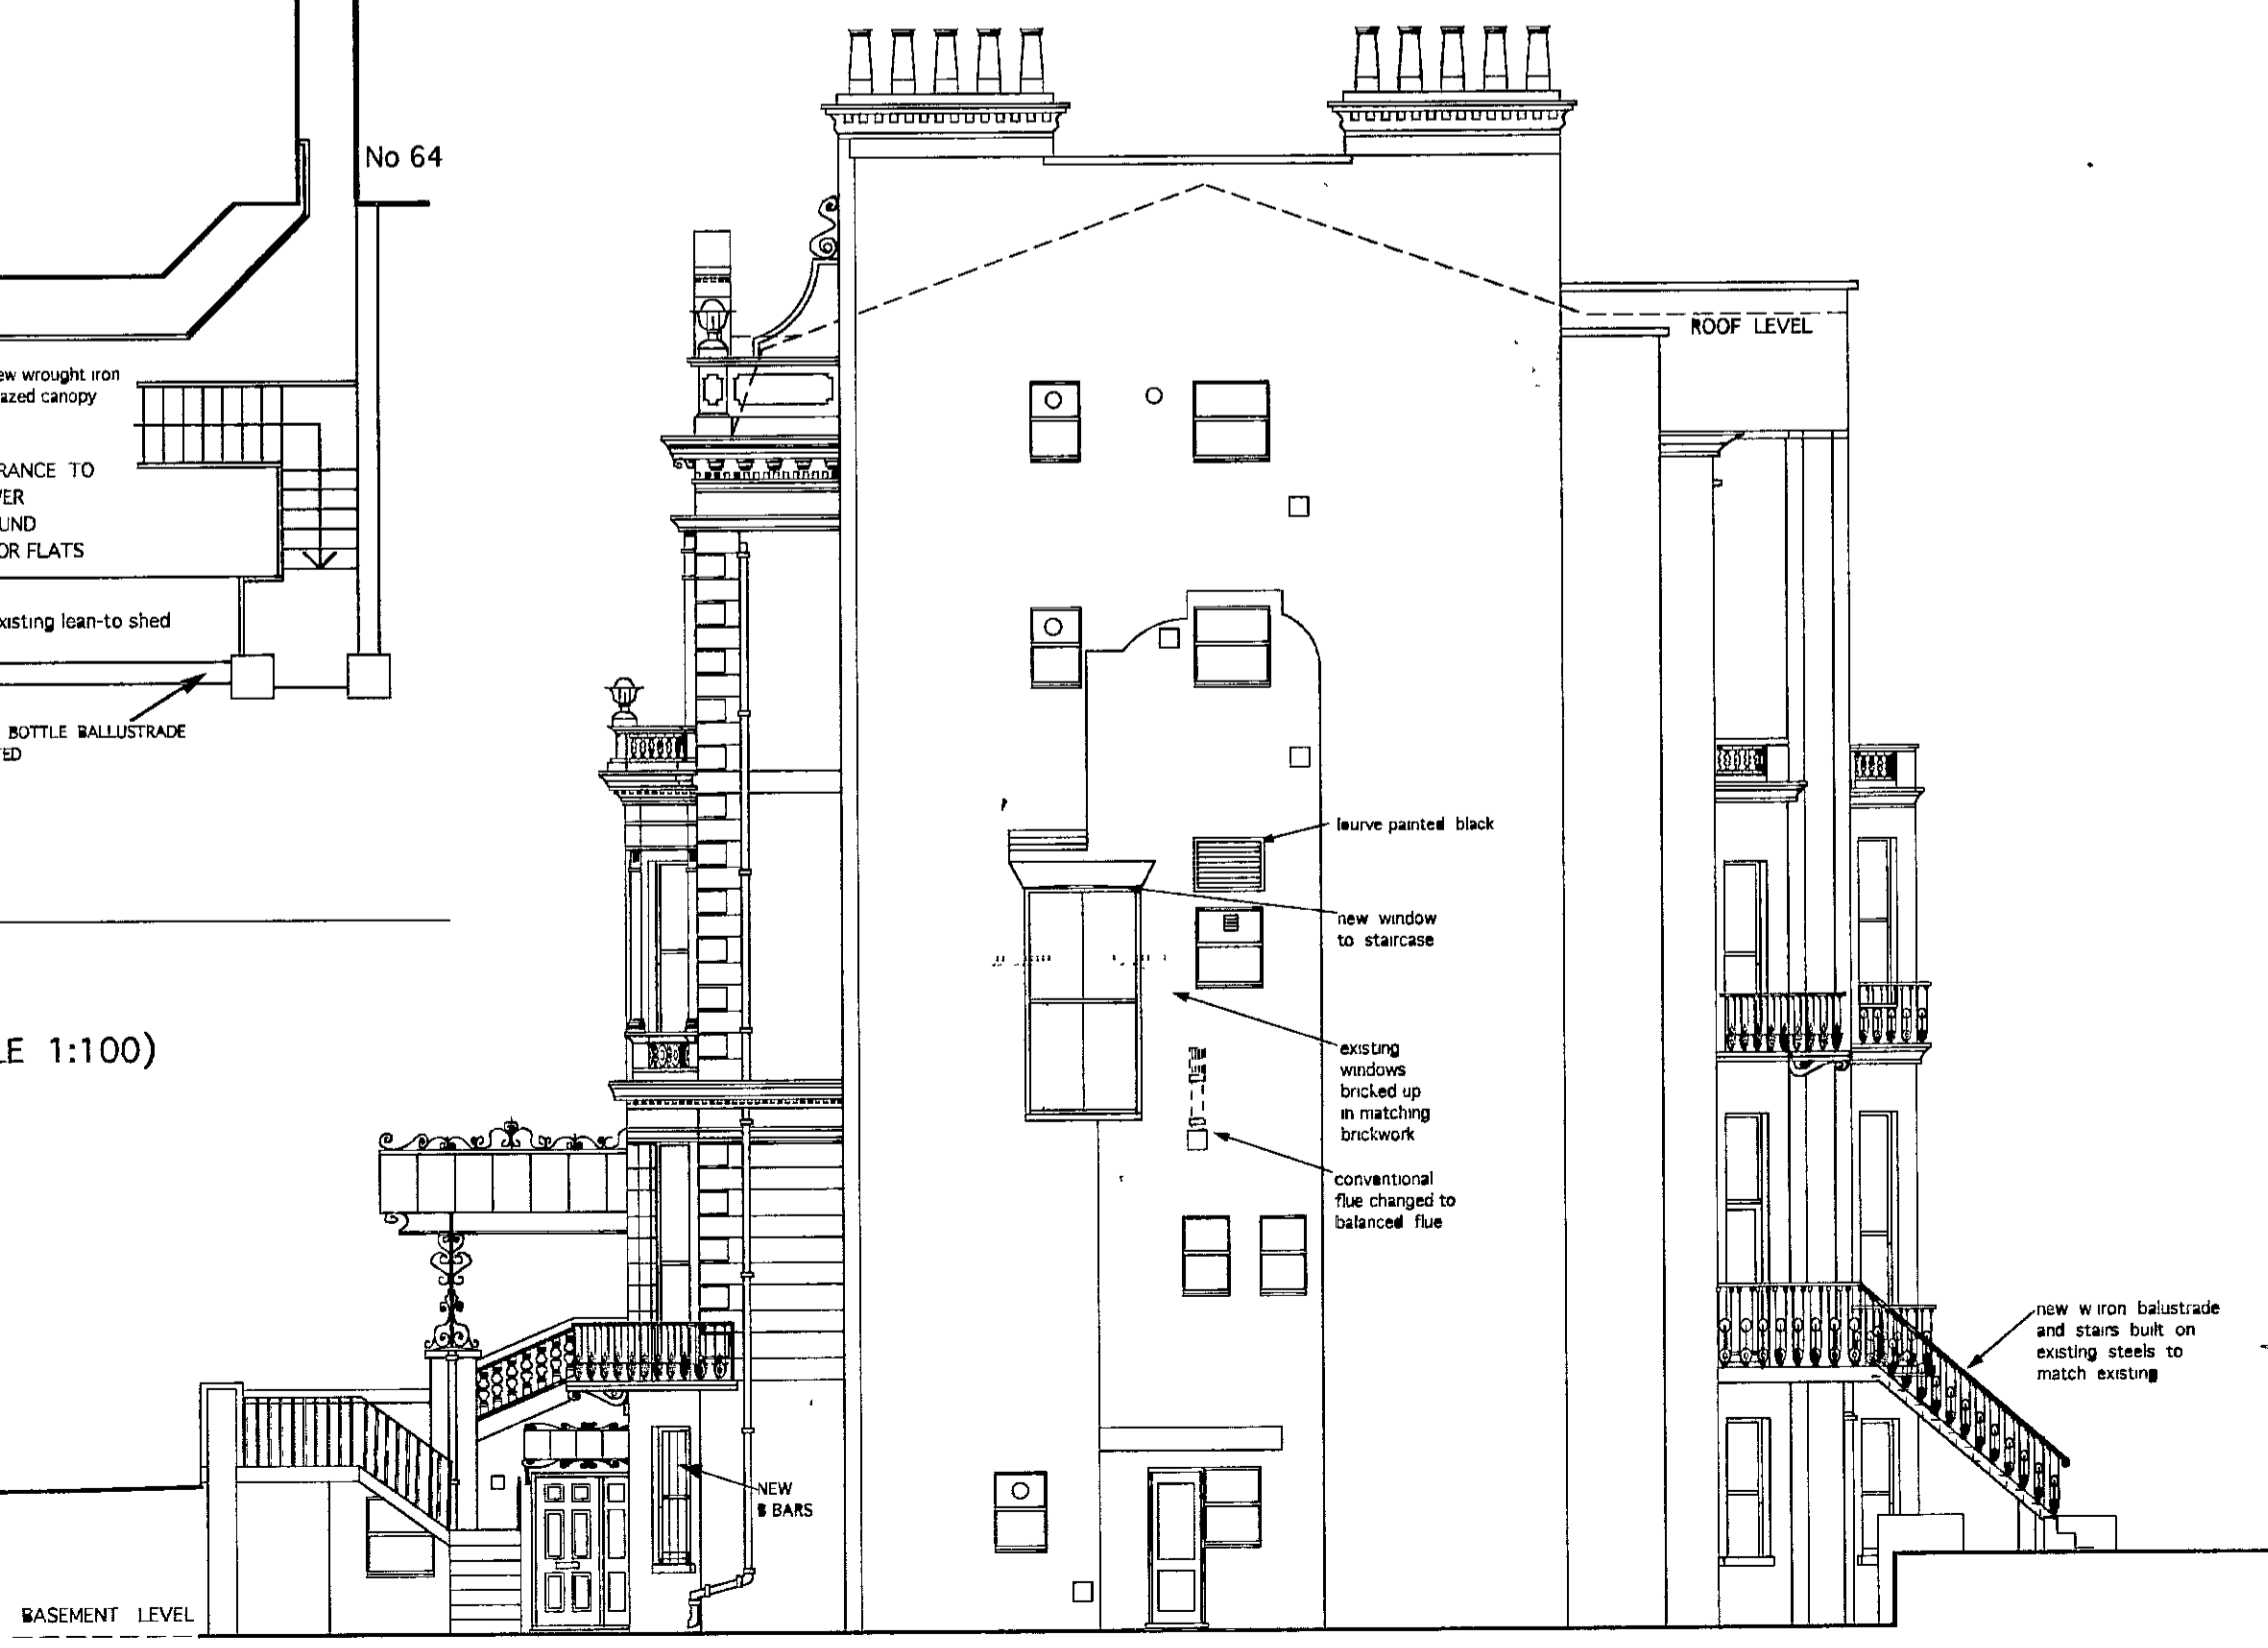 No 64
ew wrought iron
azed canopy
RANCE TO
ER
UND
OR FLATS
xisting lean-to shed
BOTTLE BALLUSTRADE
ED
E 1:100)
BASEMENT LEVEL
NEW
B BARS
ROOF LEVEL
lourve painted black
new window
to staircase
existing
windows
bricked up
in matching
brickwork
conventional
flue changed to
balanced flue
new w iron balustrade
and stairs built on
existing steels to
match existing